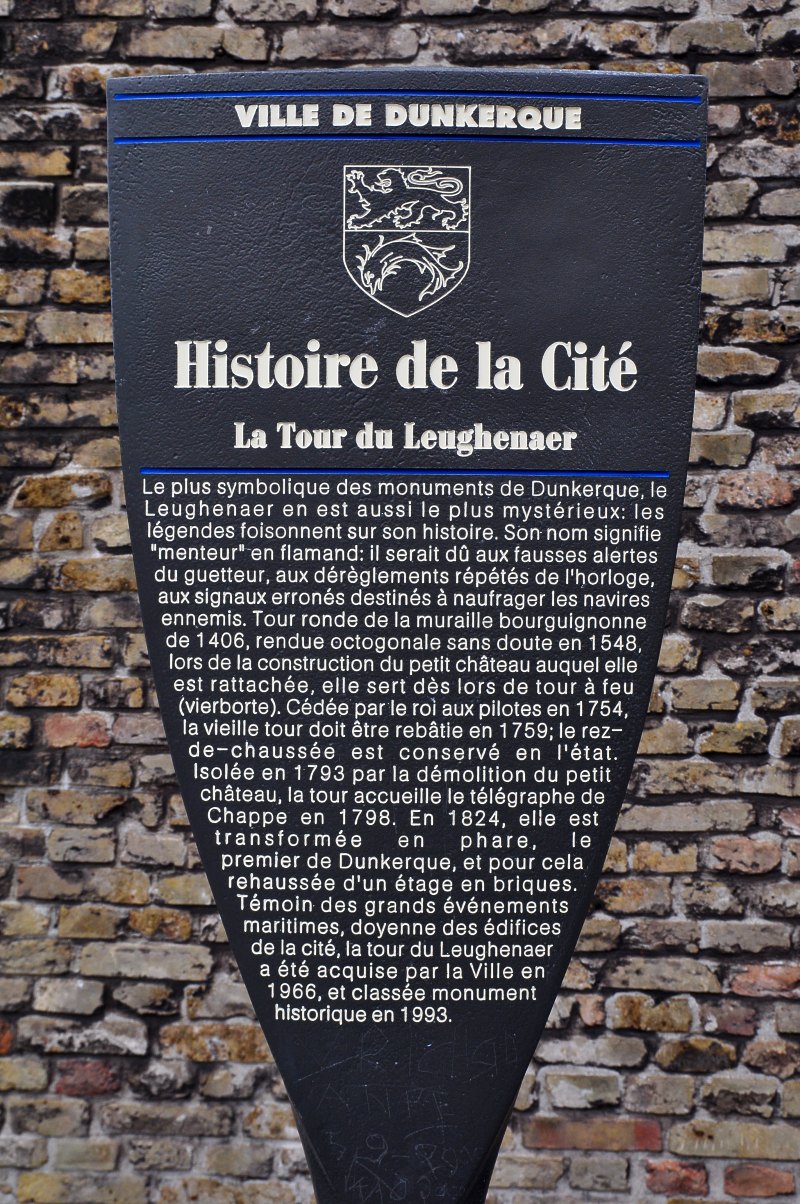 VILLE DE DUNKERQUE
Histoire de la Cité
La Tour du Leughenaer
Le plus symbolique des monuments de Dunkerque, le
Leughenaer en est aussi le plus mystérieux: les
légendes foisonnent sur son histoire. Son nom signifie
"menteur" en flamand: il serait dû aux fausses alertes
du guetteur, aux dérèglements répétés de l'horloge,
aux signaux erronés destinés à naufrager les navires
ennemis. Tour ronde de la muraille bourguignonne
de 1406, rendue octogonale sans doute en 1548,
lors de la construction du petit château auquel elle
est rattachée, elle sert dès lors de tour à feu
(vierborte). Cédée par le roi aux pilotes en 1754,
la vieille tour doit être rebâtie en 1759; le rez-
de-chaussée est conservé en l'état.
Isolée en 1793 par la démolition du petit
château, la tour accueille le télégraphe de
Chappe en 1798. En 1824, elle est
transformée en phare, le
premier de Dunkerque, et pour cela
rehaussée d'un étage en briques.
Témoin des grands événements
maritimes, doyenne des édifices
de la cité, la tour du Leughenaer
a été acquise par la Ville en
1966, et classée monument
historique en 1993.